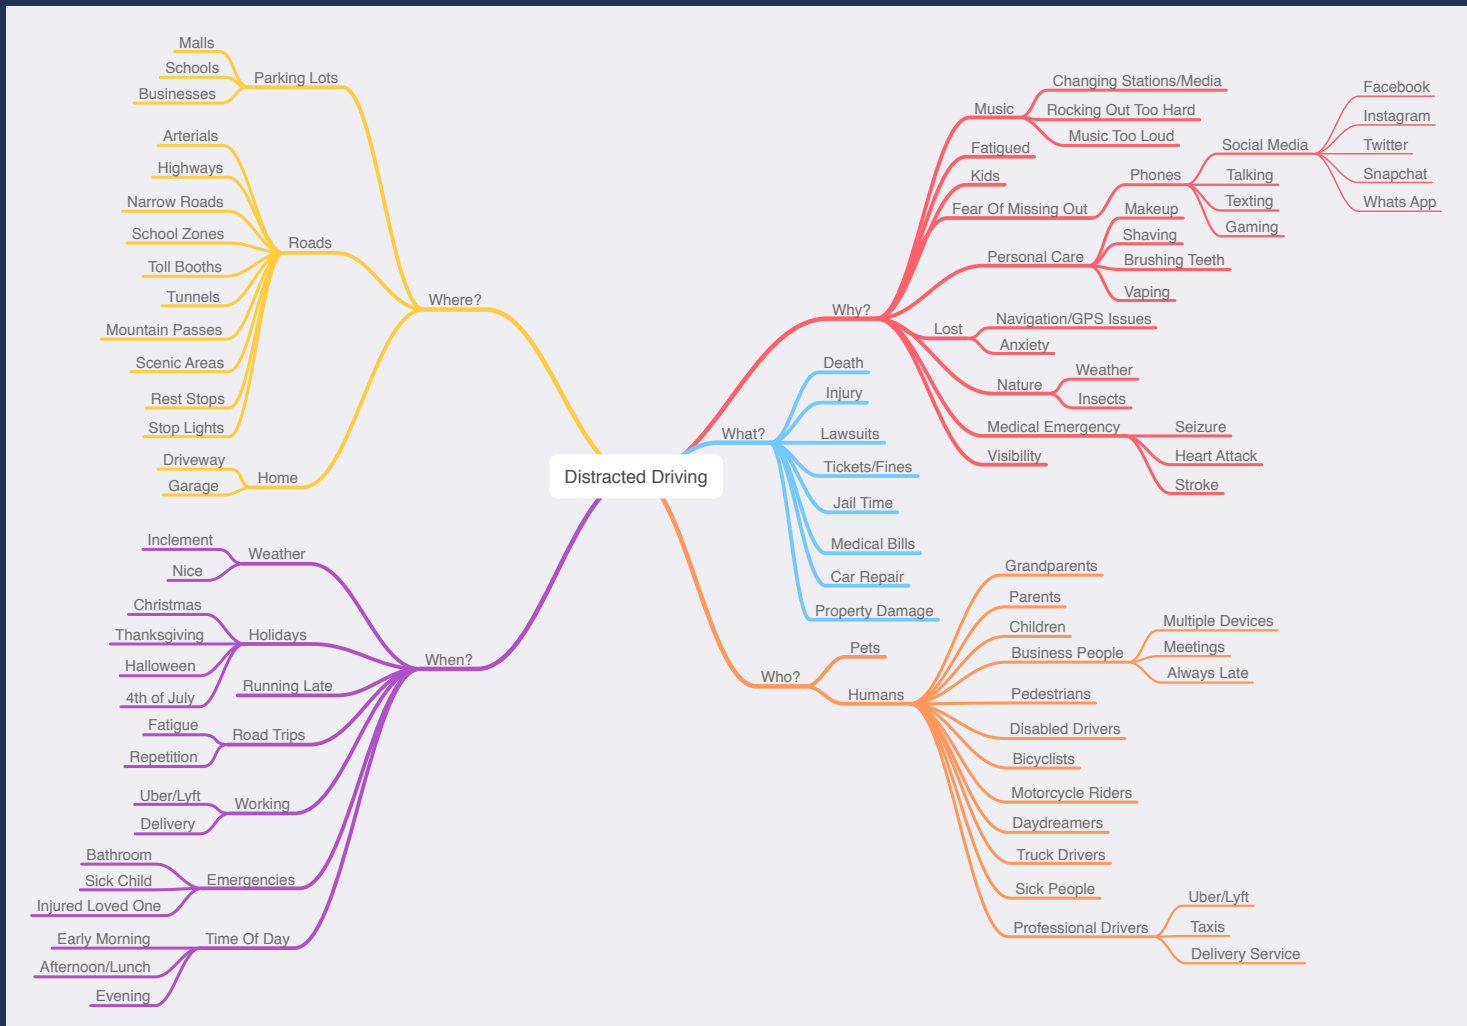 Distracted Driving
Where?
Parking Lots
Malls
Schools
Businesses
Roads
Arterials
Highways
Narrow Roads
School Zones
Toll Booths
Tunnels
Mountain Passes
Scenic Areas
Rest Stops
Stop Lights
Home
Driveway
Garage
When?
Weather
Inclement
Nice
Holidays
Christmas
Thanksgiving
Halloween
4th of July
Running Late
Road Trips
Fatigue
Repetition
Working
Uber/Lyft
Delivery
Emergencies
Bathroom
Sick Child
Injured Loved One
Time Of Day
Early Morning
Afternoon/Lunch
Evening
Why?
Music
Changing Stations/Media
Rocking Out Too Hard
Music Too Loud
Fatigued
Kids
Fear Of Missing Out
Phones
Social Media
Facebook
Instagram
Twitter
Snapchat
Whats App
Talking
Texting
Gaming
Personal Care
Makeup
Shaving
Brushing Teeth
Vaping
Lost
Navigation/GPS Issues
Anxiety
Nature
Weather
Insects
Medical Emergency
Seizure
Heart Attack
Stroke
Visibility
What?
Death
Injury
Lawsuits
Tickets/Fines
Jail Time
Medical Bills
Car Repair
Property Damage
Who?
Pets
Humans
Grandparents
Parents
Children
Business People
Multiple Devices
Meetings
Always Late
Pedestrians
Disabled Drivers
Bicyclists
Motorcycle Riders
Daydreamers
Truck Drivers
Sick People
Professional Drivers
Uber/Lyft
Taxis
Delivery Service